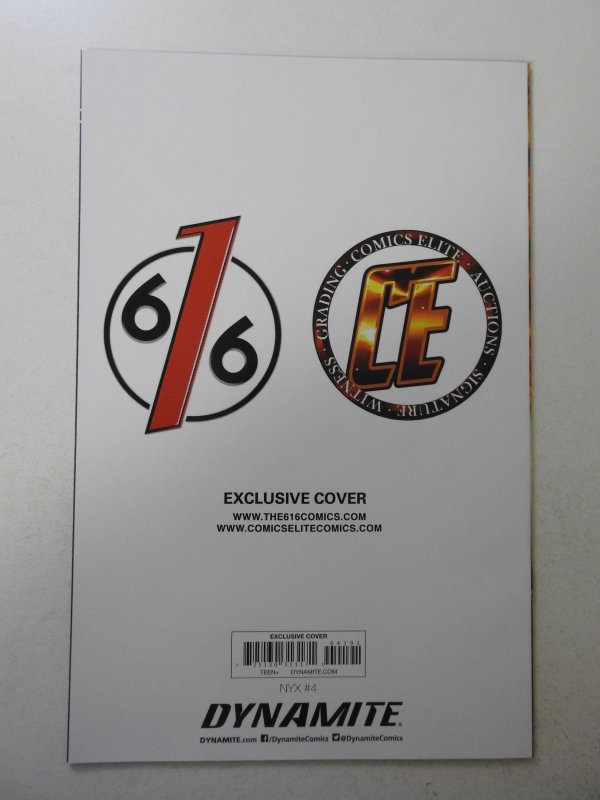 616
CE
GRADING · COMICS ELITE · AUCTIONS · SIGNATURE · WITNESS ·
EXCLUSIVE COVER
WWW.THE616COMICS.COM
WWW.COMICSELITECOMICS.COM
EXCLUSIVE COVER
TEEN+ DYNAMITE.COM
NYX #4
DYNAMITE®
DYNAMITE.com /DynamiteComics @DynamiteComics